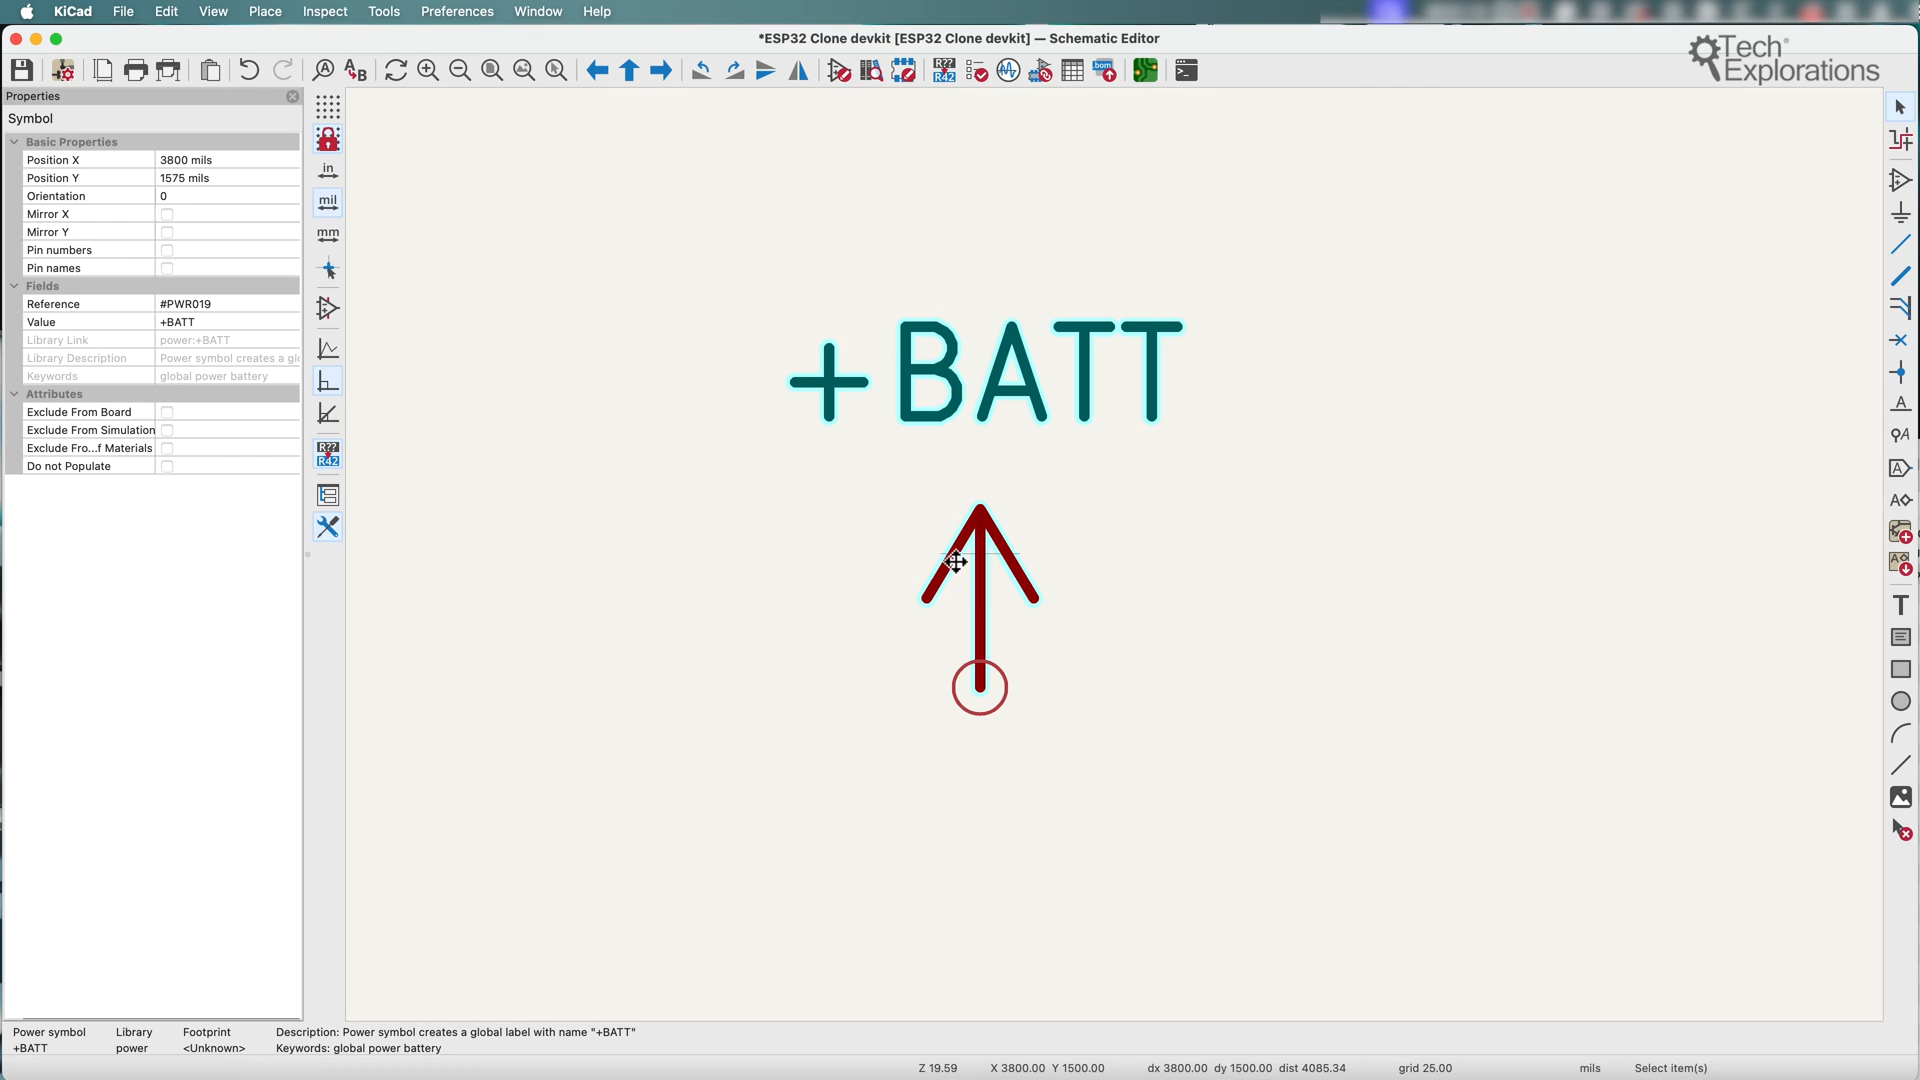 KiCad File Edit View Place Inspect Tools Preferences Window Help
*ESP32 Clone devkit [ESP32 Clone devkit] — Schematic Editor
Tech Explorations
Properties
Symbol
Basic Properties
Position X 3800 mils
Position Y 1575 mils
Orientation 0
Mirror X
Mirror Y
Pin numbers
Pin names
Fields
Reference #PWR019
Value +BATT
Library Link power:+BATT
Library Description Power symbol creates a glo
Keywords global power battery
Attributes
Exclude From Board
Exclude From Simulation
Exclude Fro...f Materials
Do not Populate
in
mil
mm
R??
R42
+BATT
Power symbol Library Footprint Description: Power symbol creates a global label with name "+BATT"
+BATT power <Unknown> Keywords: global power battery
Z 19.59 X 3800.00 Y 1500.00 dx 3800.00 dy 1500.00 dist 4085.34 grid 25.00 mils Select item(s)